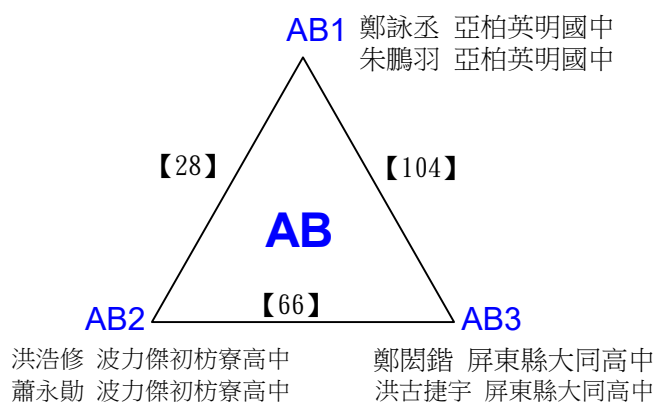 AB1 鄭詠丞 亞柏英明國中
朱鵬羽 亞柏英明國中
【28】 【104】
AB
【66】
AB2 AB3
洪浩修 波力傑初枋寮高中 鄭閎鍇 屏東縣大同高中
蕭永勛 波力傑初枋寮高中 洪古捷宇 屏東縣大同高中